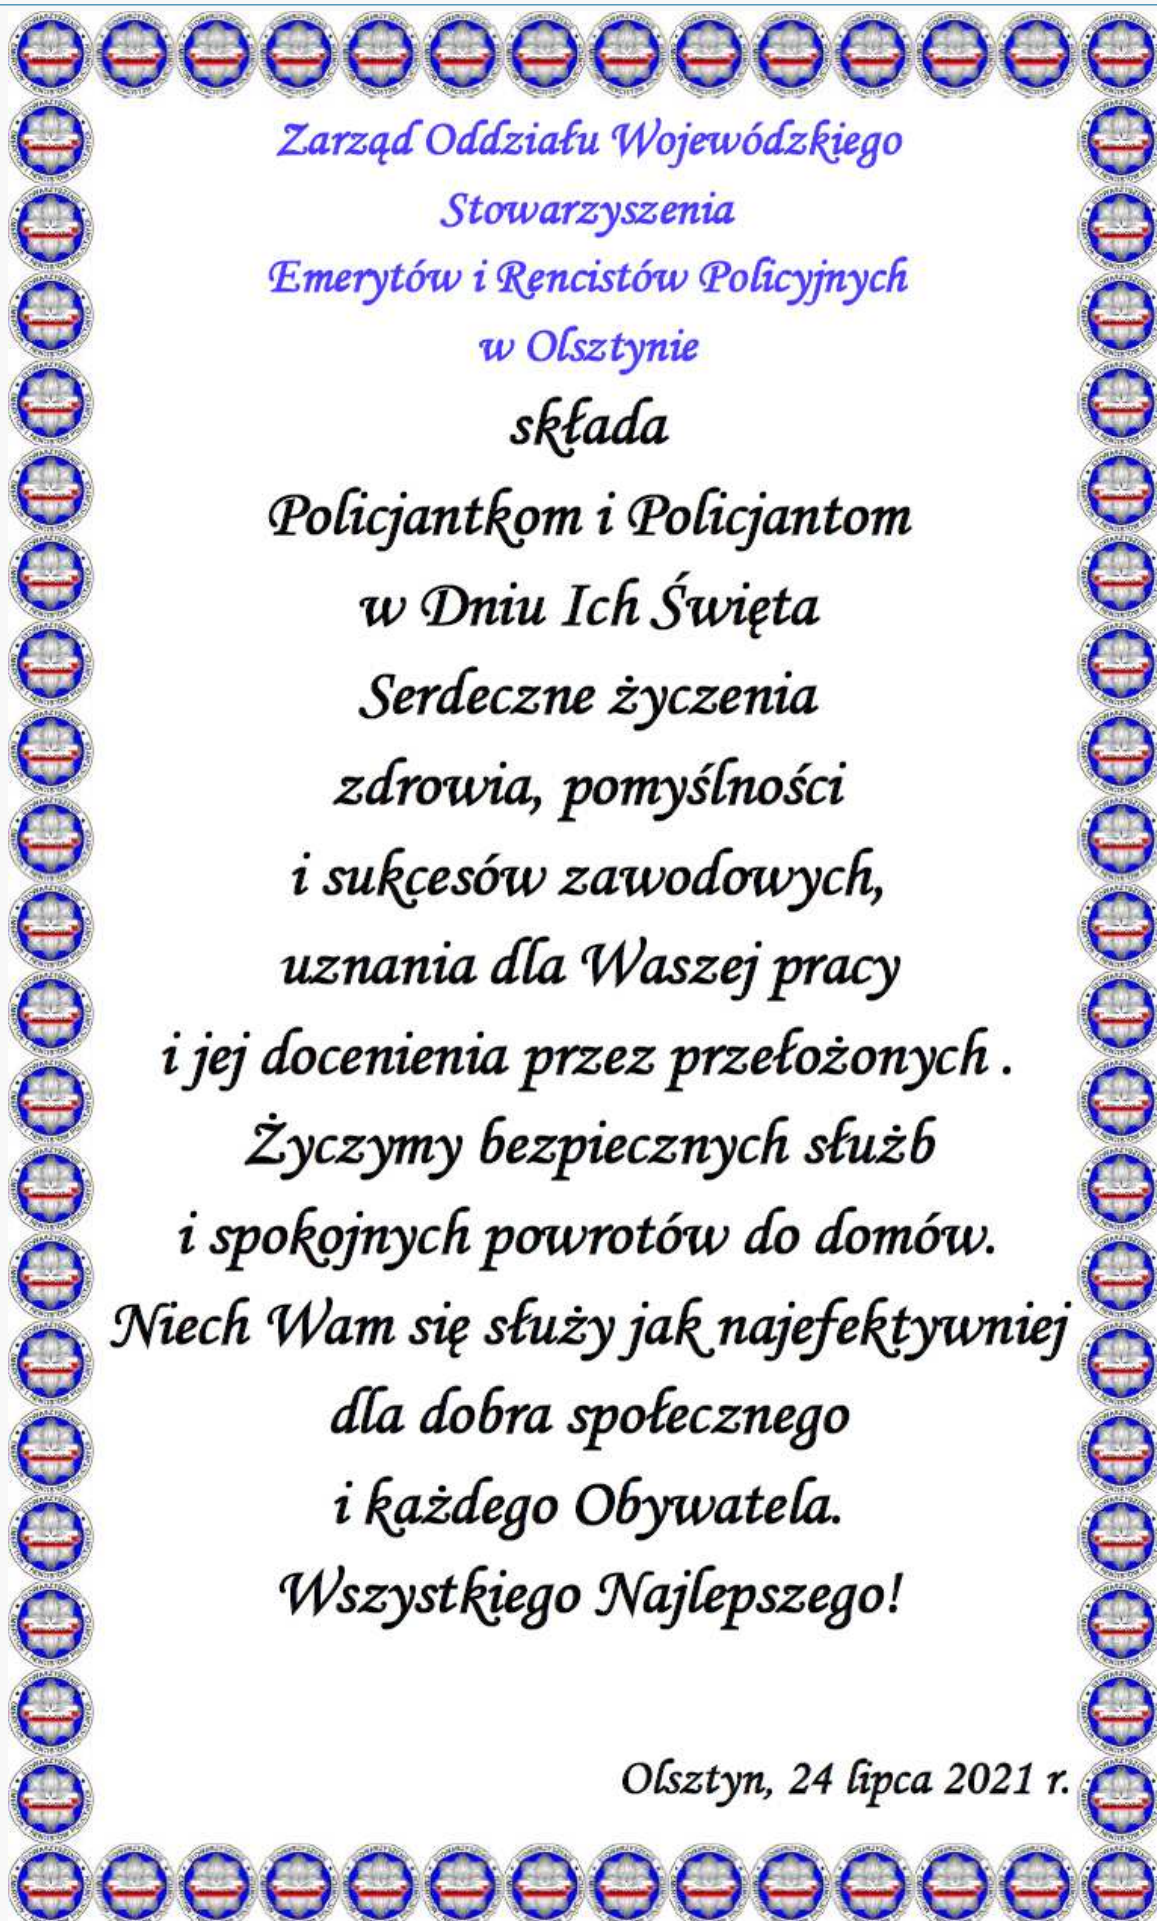 Zarząd Oddziału Wojewódzkiego
Stowarzyszenia
Emerytów i Rencistów Policyjnych
w Olsztynie
składa
Policjantkom i Policjantom
w Dniu Ich Święta
Serdeczne życzenia
zdrowia, pomyślności
i sukcesów zawodowych,
uznania dla Waszej pracy
i jej docenienia przez przełożonych .
Życzymy bezpiecznych służb
i spokojnych powrotów do domów.
Niech Wam się służy jak najefektywniej
dla dobra społecznego
i każdego Obywatela.
Wszystkiego Najlepszego!
Olsztyn, 24 lipca 2021 r.